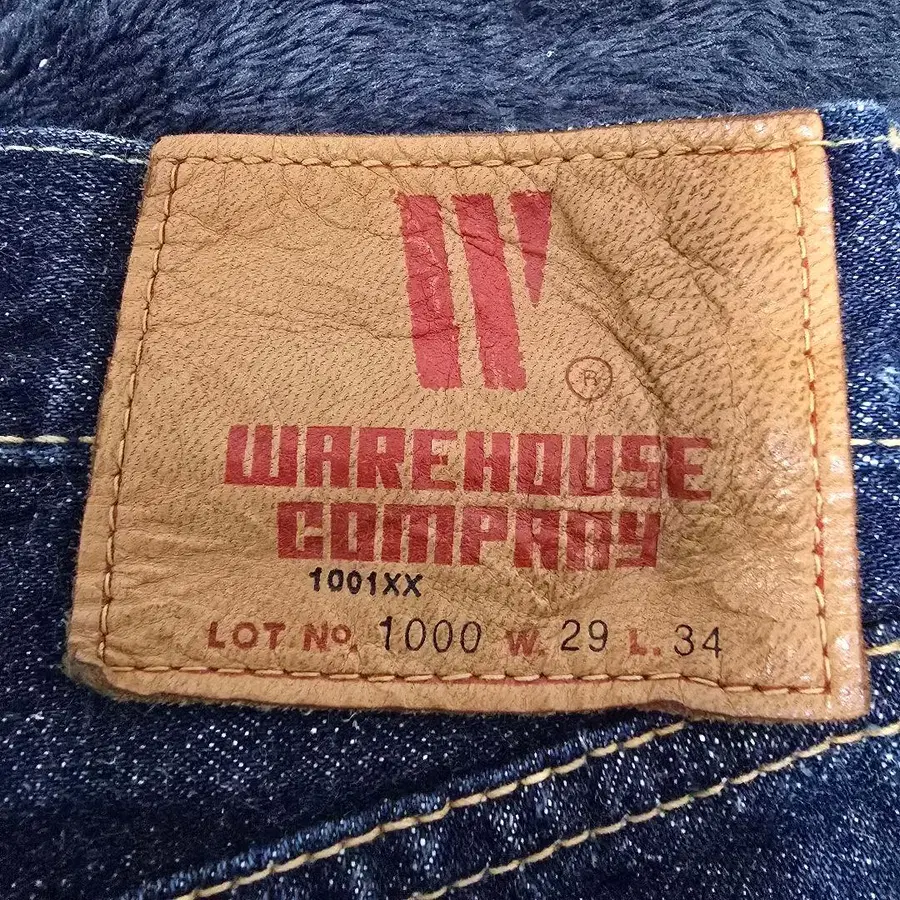 W
®
WAREHOUSE
COMPANY
1001XX
LOT No. 1000 W. 29 L. 34